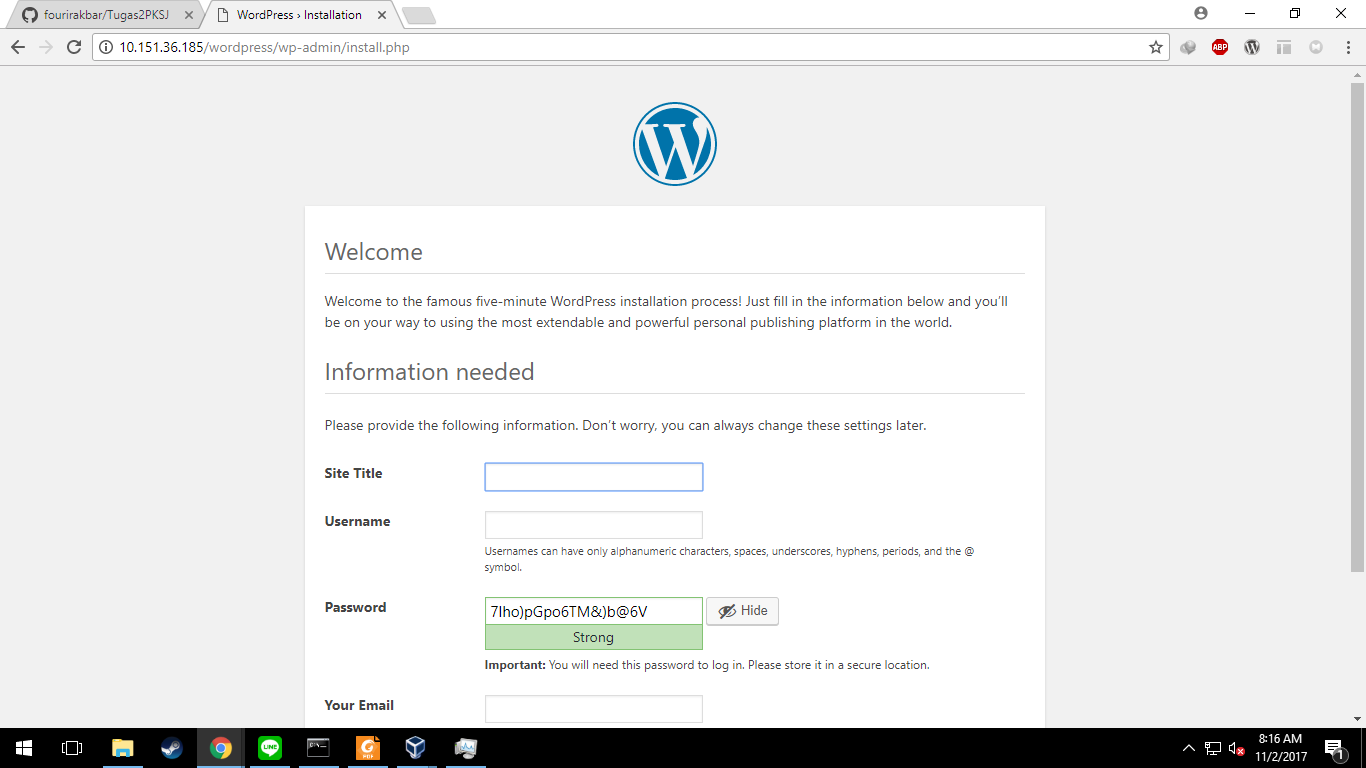 fourirakbar/Tugas2PKSJ
WordPress › Installation
10.151.36.185/wordpress/wp-admin/install.php
ABP
Welcome
Welcome to the famous five-minute WordPress installation process! Just fill in the information below and you'll
be on your way to using the most extendable and powerful personal publishing platform in the world.
Information needed
Please provide the following information. Don't worry, you can always change these settings later.
Site Title
Username
Usernames can have only alphanumeric characters, spaces, underscores, hyphens, periods, and the @
symbol.
Password
7Iho)pGpo6TM&)b@6V
Hide
Strong
Important: You will need this password to log in. Please store it in a secure location.
Your Email
LINE
PDF
8:16 AM
11/2/2017
1